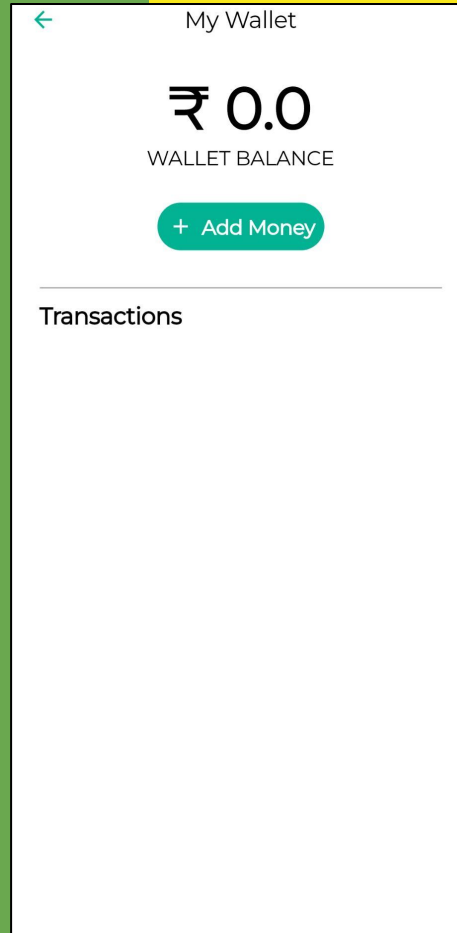 My Wallet
₹ 0.0
WALLET BALANCE
+ Add Money
Transactions